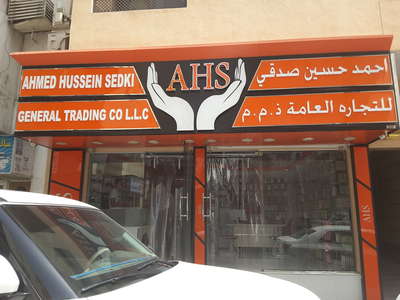 AHMED HUSSEIN SEDKI
GENERAL TRADING CO L.L.C
AHS
احمد حسين صدقي
للتجاره العامة ذ.م.م
AHS